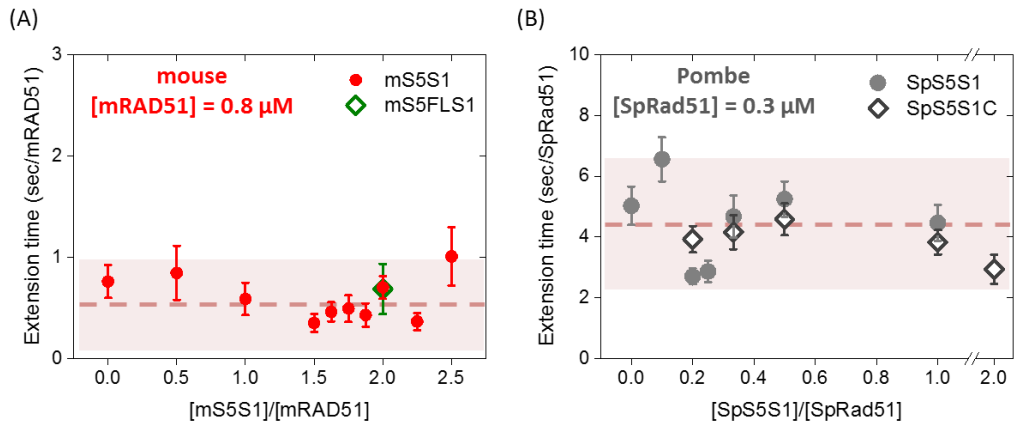 (A)
mouse
[mRAD51] = 0.8 μM
mS5S1
mS5FLS1
Extension time (sec/mRAD51)
3
2
1
0
0.0 0.5 1.0 1.5 2.0 2.5
[mS5S1]/[mRAD51]
(B)
Pombe
[SpRad51] = 0.3 μM
SpS5S1
SpS5S1C
Extension time (sec/SpRad51)
10
8
6
4
2
0
0.0 0.2 0.4 0.6 0.8 1.0 2.0
[SpS5S1]/[SpRad51]